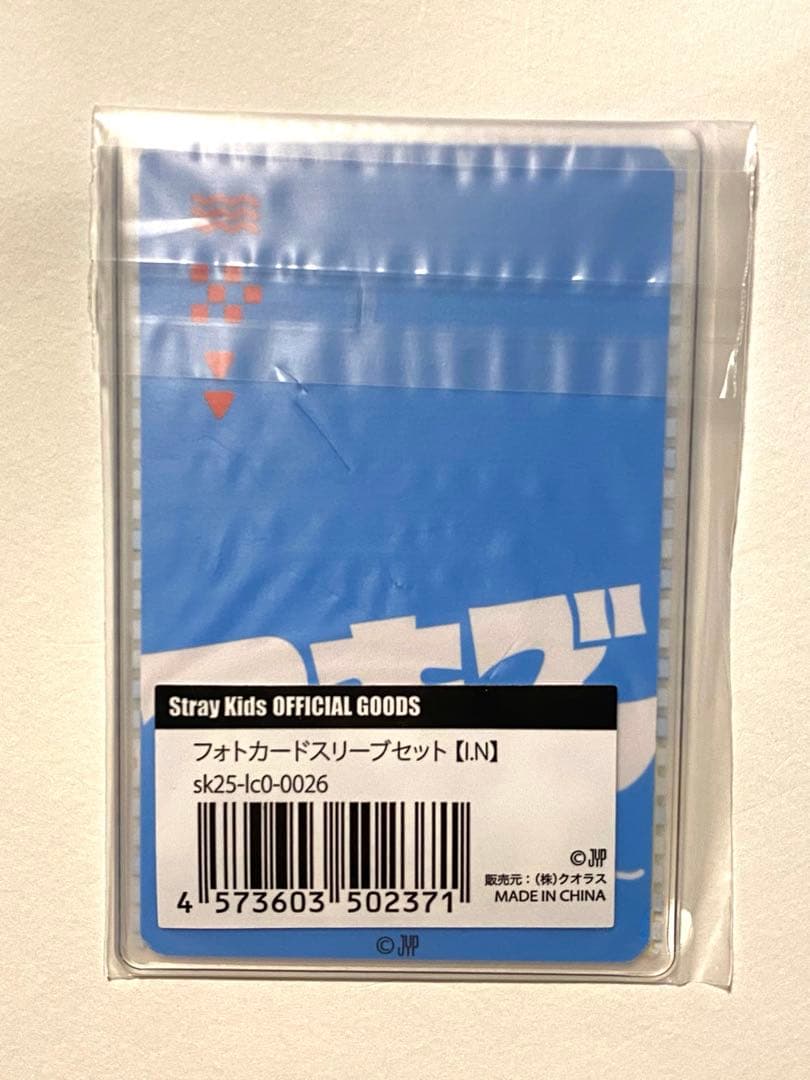 Stray Kids OFFICIAL GOODS
フォトカードスリーブセット【I.N】
sk25-lc0-0026
4 573603 502371
©JYP
販売元：（株）クオラス
MADE IN CHINA
©JYP